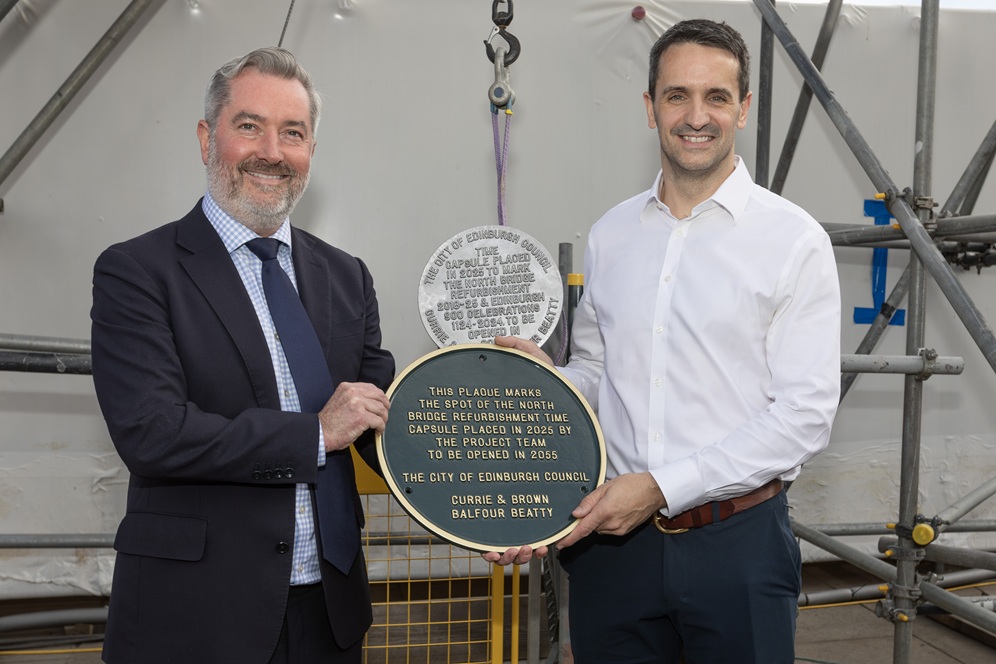 THE CITY OF EDINBURGH COUNCIL
TIME
CAPSULE PLACED
IN 2025 TO MARK
THE NORTH BRIDGE
REFURBISHMENT
2018-25 & EDINBURGH
900 CELEBRATIONS
1124-2024. TO BE
OPENED IN
CURRIE
BEATTY
THIS PLAQUE MARKS
THE SPOT OF THE NORTH
BRIDGE REFURBISHMENT TIME
CAPSULE PLACED IN 2025 BY
THE PROJECT TEAM
TO BE OPENED IN 2055
THE CITY OF EDINBURGH COUNCIL
CURRIE & BROWN
BALFOUR BEATTY